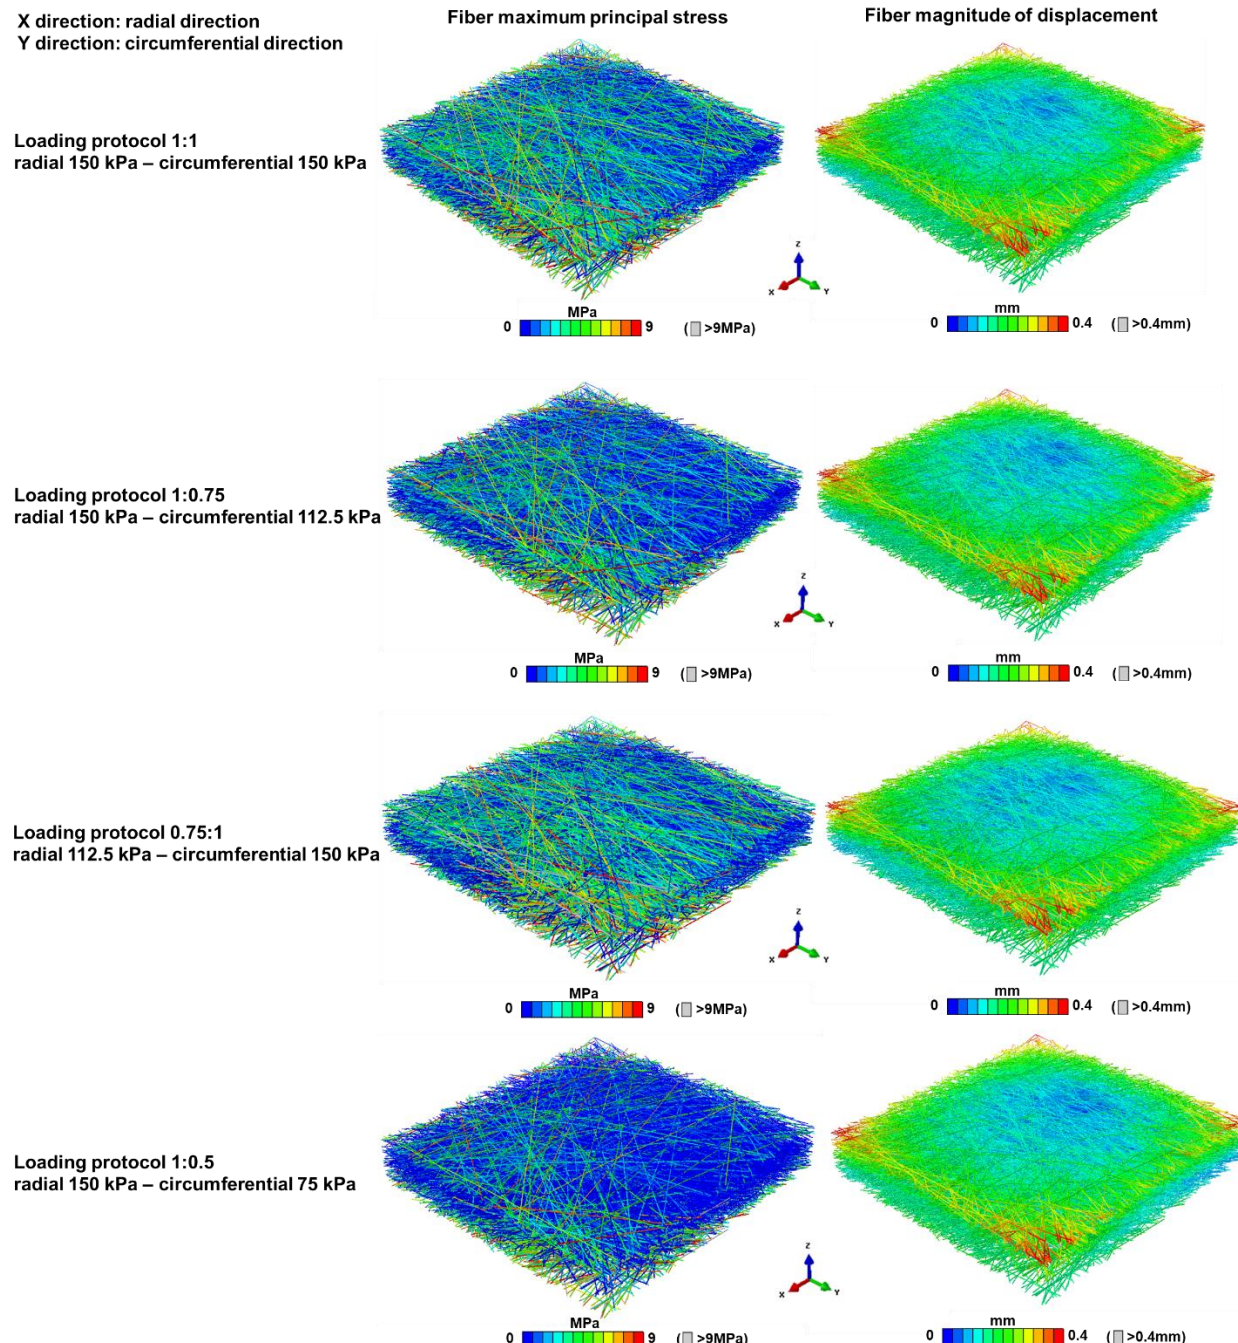 X direction: radial direction
Y direction: circumferential direction
Fiber maximum principal stress
Fiber magnitude of displacement
Loading protocol 1:1
radial 150 kPa – circumferential 150 kPa
Z
X
Y
MPa
0
9
(>9MPa)
mm
0
0.4
(>0.4mm)
Loading protocol 1:0.75
radial 150 kPa – circumferential 112.5 kPa
Z
X
Y
MPa
0
9
(>9MPa)
mm
0
0.4
(>0.4mm)
Loading protocol 0.75:1
radial 112.5 kPa – circumferential 150 kPa
Z
X
Y
MPa
0
9
(>9MPa)
mm
0
0.4
(>0.4mm)
Loading protocol 1:0.5
radial 150 kPa – circumferential 75 kPa
Z
X
Y
MPa
0
9
(>9MPa)
mm
0
0.4
(>0.4mm)